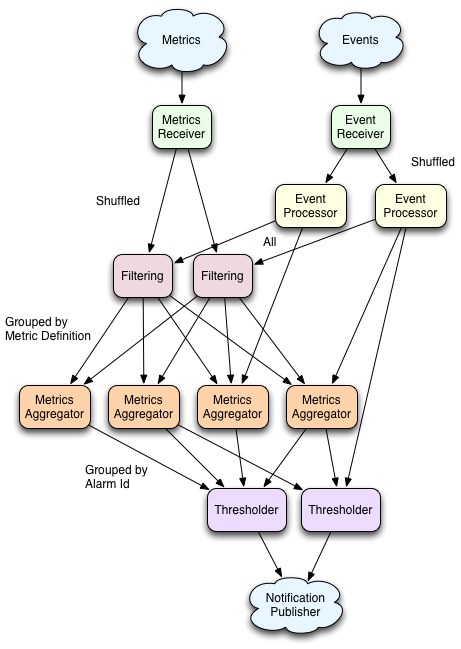 Metrics
Events
Metrics
Receiver
Event
Receiver
Shuffled
Shuffled
Event
Processor
Event
Processor
All
Filtering
Filtering
Grouped by
Metric Definition
Metrics
Aggregator
Metrics
Aggregator
Metrics
Aggregator
Metrics
Aggregator
Grouped by
Alarm Id
Thresholder
Thresholder
Notification
Publisher